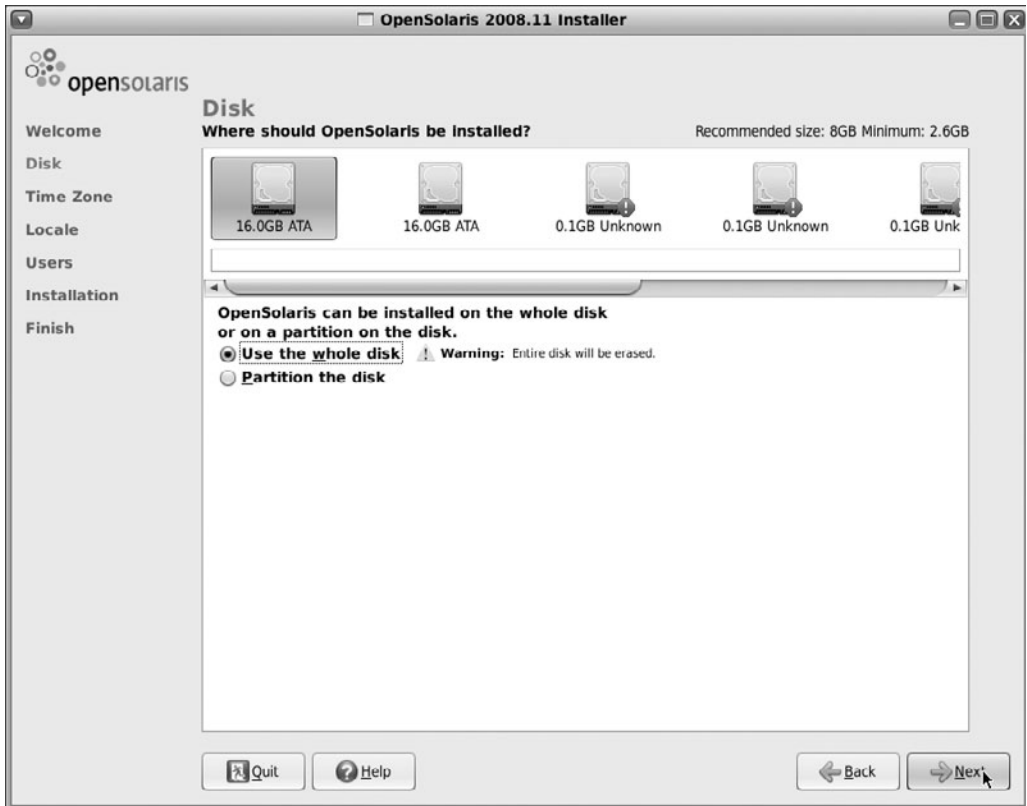 OpenSolaris 2008.11 Installer
opensolaris
Disk
Where should OpenSolaris be installed?
Recommended size: 8GB Minimum: 2.6GB
Welcome
Disk
Time Zone
Locale
Users
Installation
Finish
16.0GB ATA
16.0GB ATA
0.1GB Unknown
0.1GB Unknown
0.1GB Unk
OpenSolaris can be installed on the whole disk
or on a partition on the disk.
Use the whole disk
Warning: Entire disk will be erased.
Partition the disk
Quit
Help
Back
Next